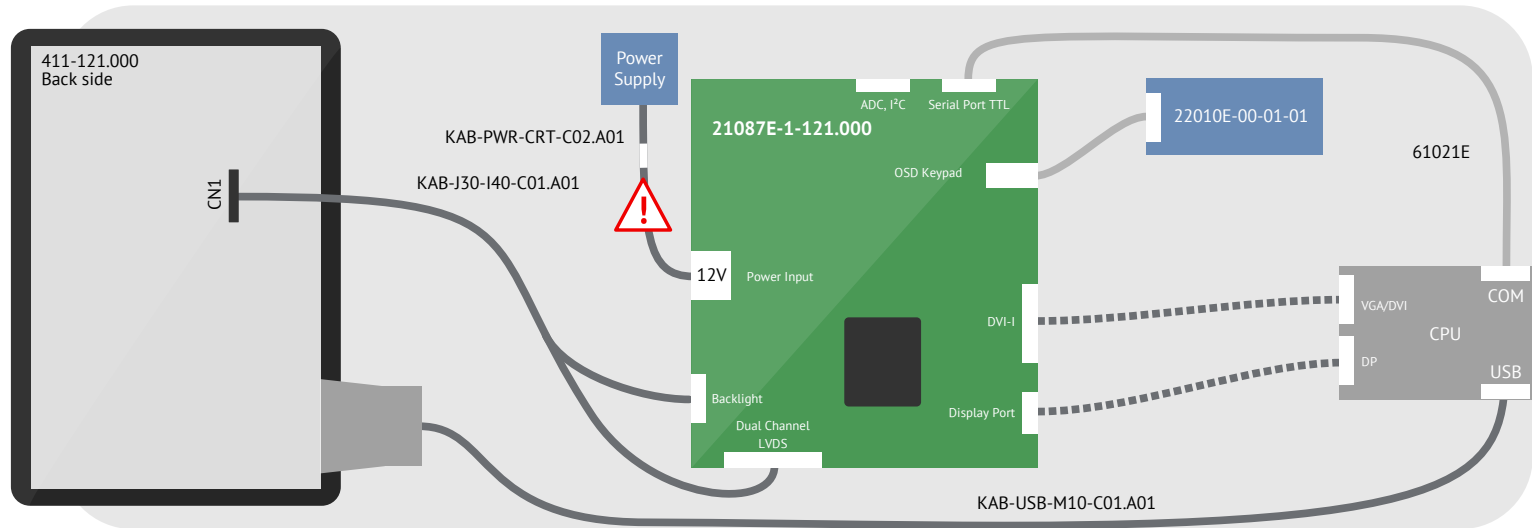 411-121.000
Back side
CN1
KAB-PWR-CRT-C02.A01
KAB-J30-I40-C01.A01
Power
Supply
!
21087E-1-121.000
ADC, I²C
Serial Port TTL
OSD Keypad
12V
Power Input
DVI-I
Backlight
Display Port
Dual Channel
LVDS
22010E-00-01-01
61021E
COM
VGA/DVI
CPU
DP
USB
KAB-USB-M10-C01.A01